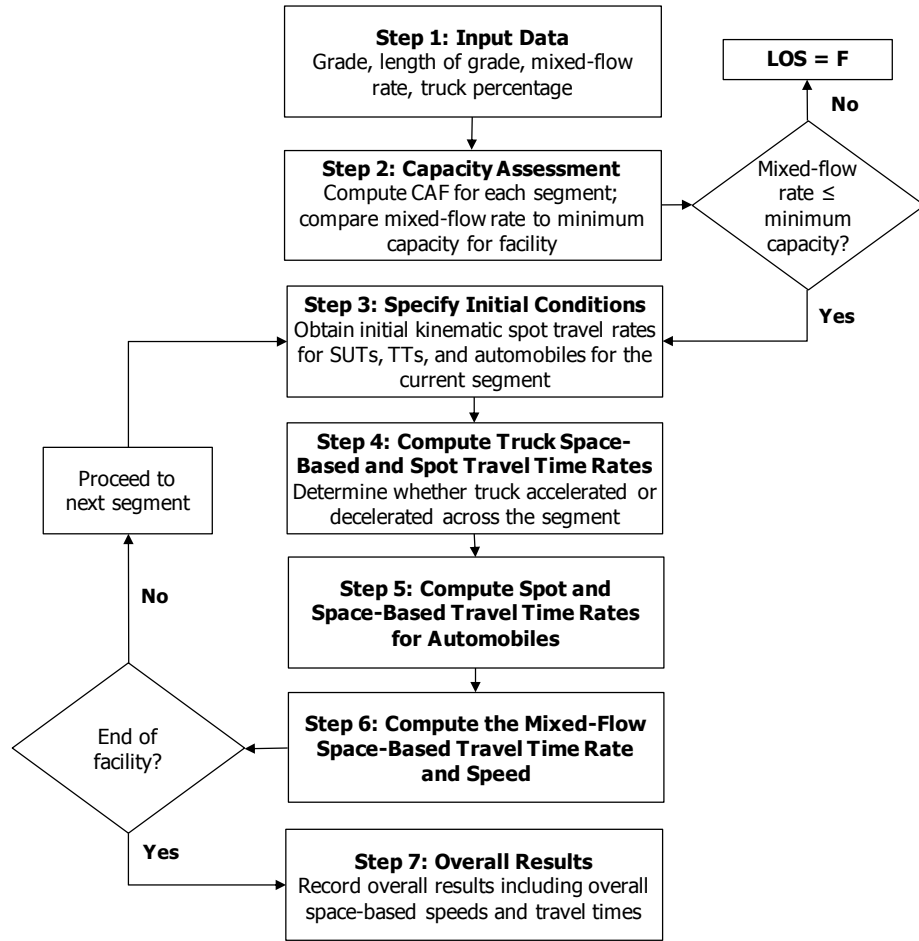 Step 1: Input Data
Grade, length of grade, mixed-flow
rate, truck percentage
LOS = F
No
Step 2: Capacity Assessment
Compute CAF for each segment;
compare mixed-flow rate to minimum
capacity for facility
Mixed-flow
rate ≤
minimum
capacity?
Yes
Step 3: Specify Initial Conditions
Obtain initial kinematic spot travel rates
for SUTs, TTs, and automobiles for the
current segment
Step 4: Compute Truck Space-
Based and Spot Travel Time Rates
Determine whether truck accelerated or
decelerated across the segment
Proceed to
next segment
Step 5: Compute Spot and
Space-Based Travel Time Rates
for Automobiles
No
Step 6: Compute the Mixed-Flow
Space-Based Travel Time Rate
and Speed
End of
facility?
Yes
Step 7: Overall Results
Record overall results including overall
space-based speeds and travel times